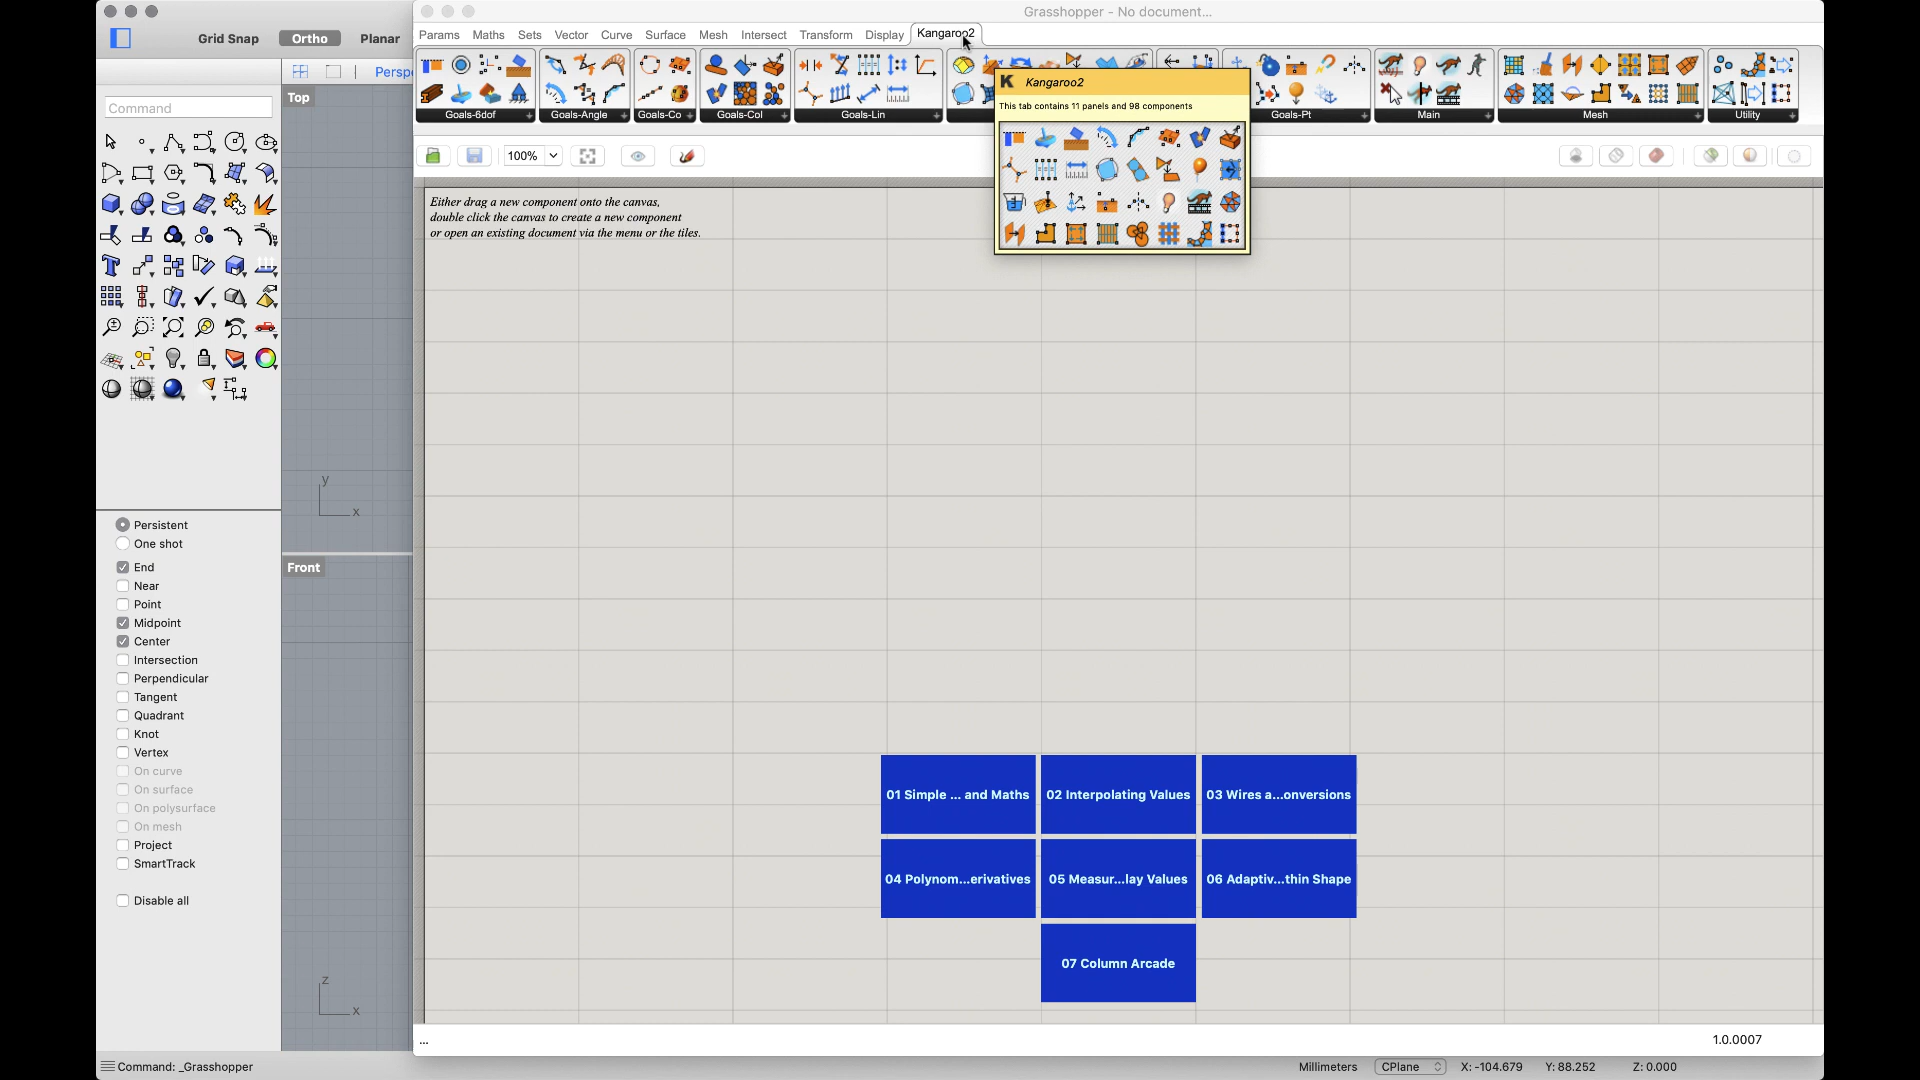 Grasshopper - No document...
Grid Snap Ortho Planar
Params Maths Sets Vector Curve Surface Mesh Intersect Transform Display Kangaroo2
Perspe
Top
Command
Goals-6dof Goals-Angle Goals-Co Goals-Col Goals-Lin Goals-Pt Main Mesh Utility
K Kangaroo2
This tab contains 11 panels and 98 components
100%
Either drag a new component onto the canvas,
double click the canvas to create a new component
or open an existing document via the menu or the tiles.
y
x
Persistent
One shot
End
Near
Point
Midpoint
Center
Intersection
Perpendicular
Tangent
Quadrant
Knot
Vertex
On curve
On surface
On polysurface
On mesh
Project
SmartTrack
Disable all
Front
z
x
01 Simple ... and Maths
02 Interpolating Values
03 Wires a...onversions
04 Polynom...erivatives
05 Measur...lay Values
06 Adaptiv...thin Shape
07 Column Arcade
...
1.0.0007
Command: _Grasshopper
Millimeters CPlane X: -104.679 Y: 88.252 Z: 0.000